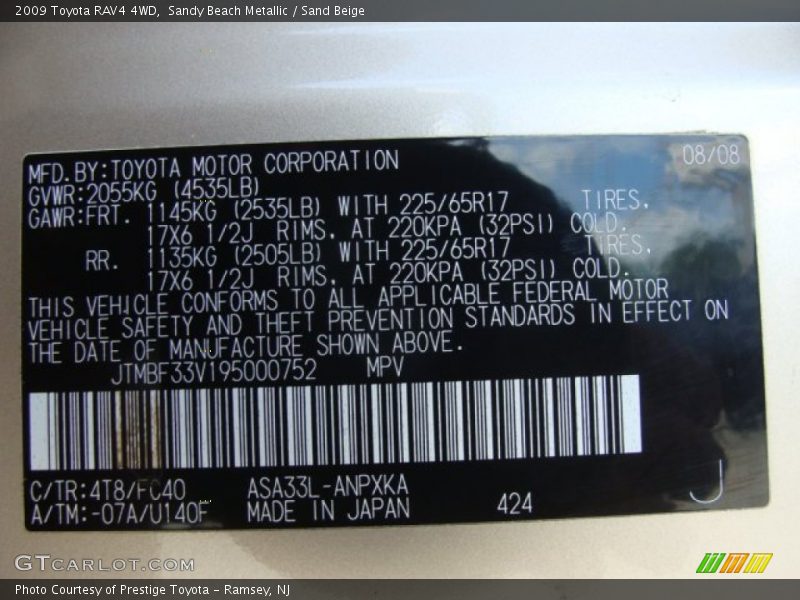 2009 Toyota RAV4 4WD,  Sandy Beach Metallic / Sand Beige
MFD.BY:TOYOTA MOTOR CORPORATION 08/08
GVWR:2055KG (4535LB)
GAWR:FRT. 1145KG (2535LB) WITH 225/65R17 TIRES,
17X6 1/2J RIMS, AT 220KPA (32PSI) COLD.
RR. 1135KG (2505LB) WITH 225/65R17 TIRES,
17X6 1/2J RIMS, AT 220KPA (32PSI) COLD.
THIS VEHICLE CONFORMS TO ALL APPLICABLE FEDERAL MOTOR
VEHICLE SAFETY AND THEFT PREVENTION STANDARDS IN EFFECT ON
THE DATE OF MANUFACTURE SHOWN ABOVE.
JTMBF33V195000752 MPV
C/TR:4T8/FC40 ASA33L-ANPXKA
A/TM:-07A/U140F MADE IN JAPAN 424 J
GTCARLOT.COM
Photo Courtesy of Prestige Toyota - Ramsey, NJ